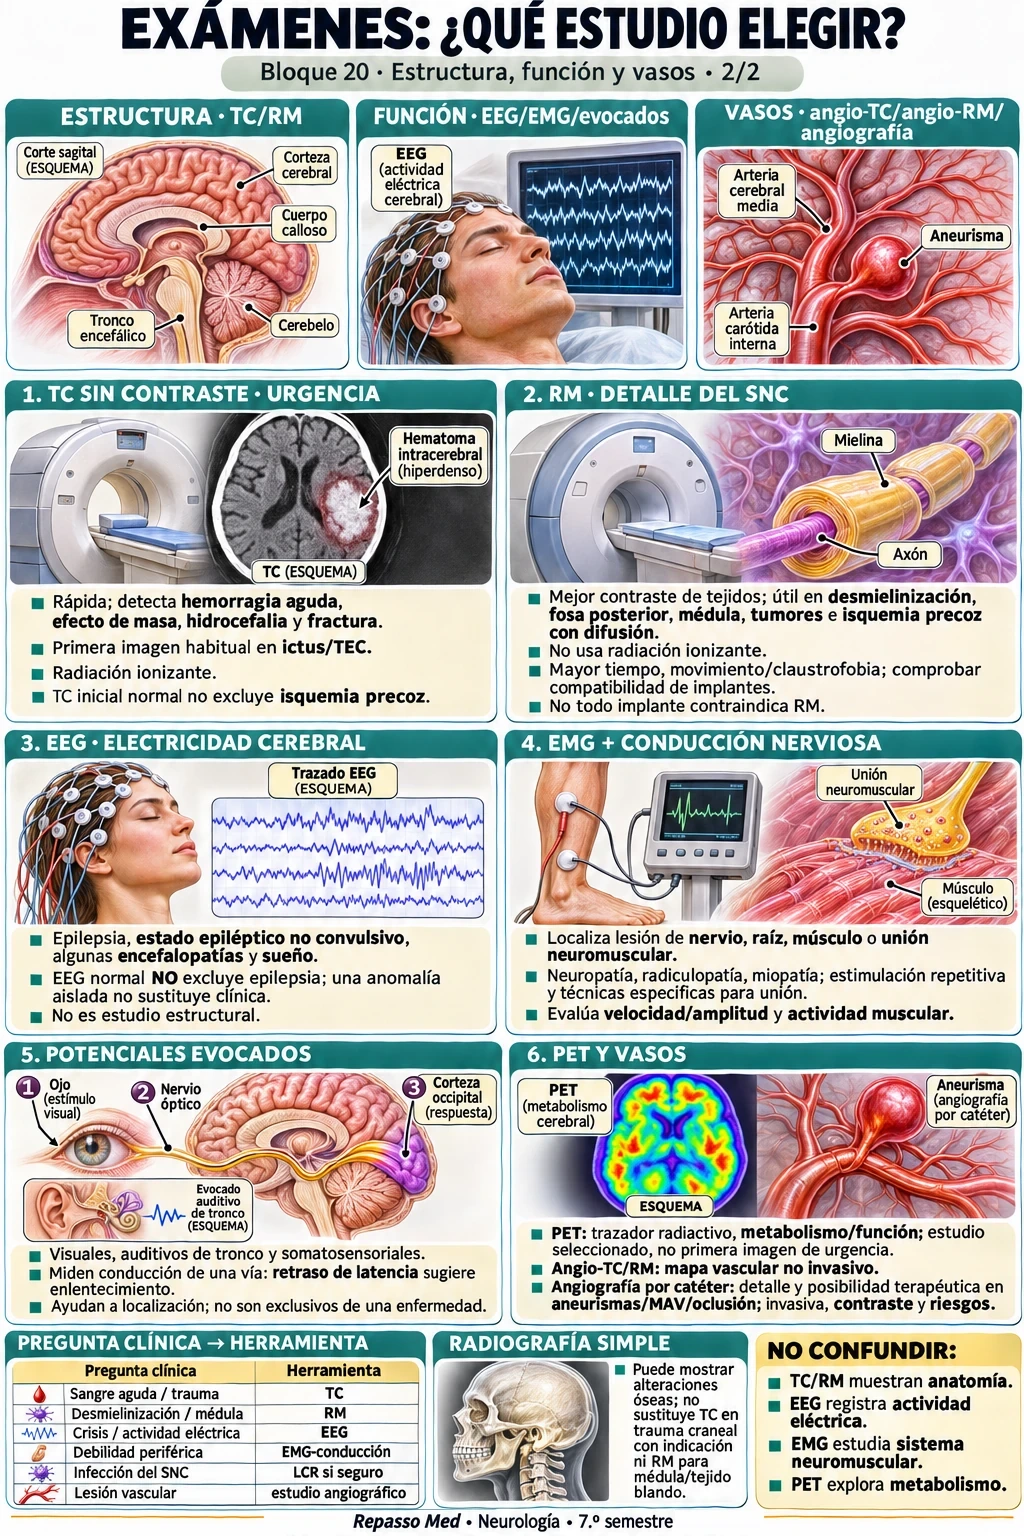 EXÁMENES: ¿QUÉ ESTUDIO ELEGIR?
Bloque 20 · Estructura, función y vasos · 2/2
ESTRUCTURA · TC/RM
Corte sagital
(ESQUEMA)
Corteza
cerebral
Cuerpo
calloso
Tronco
encefálico
Cerebelo
FUNCIÓN · EEG/EMG/evocados
EEG
(actividad
eléctrica
cerebral)
VASOS · angio-TC/angio-RM/
angiografía
Arteria
cerebral
media
Aneurisma
Arteria
carótida
interna
1. TC SIN CONTRASTE · URGENCIA
Hematoma
intracerebral
(hiperdenso)
TC (ESQUEMA)
Rápida; detecta hemorragia aguda,
efecto de masa, hidrocefalia y fractura.
Primera imagen habitual en ictus/TEC.
Radiación ionizante.
TC inicial normal no excluye isquemia precoz.
2. RM · DETALLE DEL SNC
Mielina
Axón
Mejor contraste de tejidos; útil en desmielinización,
fosa posterior, médula, tumores e isquemia precoz
con difusión.
No usa radiación ionizante.
Mayor tiempo, movimiento/claustrofobia; comprobar
compatibilidad de implantes.
No todo implante contraindica RM.
3. EEG · ELECTRICIDAD CEREBRAL
Trazado EEG
(ESQUEMA)
Epilepsia, estado epiléptico no convulsivo,
algunas encefalopatías y sueño.
EEG normal NO excluye epilepsia; una anomalía
aislada no sustituye clínica.
No es estudio estructural.
4. EMG + CONDUCCIÓN NERVIOSA
Unión
neuromuscular
Músculo
(esquelético)
Localiza lesión de nervio, raíz, músculo o unión
neuromuscular.
Neuropatía, radiculopatía, miopatía; estimulación repetitiva
y técnicas especificas para unión.
Evalúa velocidad/amplitud y actividad muscular.
5. POTENCIALES EVOCADOS
1 Ojo
(estímulo
visual)
2 Nervio
óptico
3 Corteza
occipital
(respuesta)
Evocado
auditivo
de tronco
(ESQUEMA)
Visuales, auditivos de tronco y somatosensoriales.
Miden conducción de una vía: retraso de latencia sugiere
enlentecimiento.
Ayudan a localización; no son exclusivos de una enfermedad.
6. PET Y VASOS
PET
(metabolismo
cerebral)
ESQUEMA
Aneurisma
(angiografía
por catéter)
PET: trazador radiactivo, metabolismo/función; estudio
seleccionado, no primera imagen de urgencia.
Angio-TC/RM: mapa vascular no invasivo.
Angiografía por catéter: detalle y posibilidad terapéutica en
aneurismas/MAV/oclusión; invasiva, contraste y riesgos.
PREGUNTA CLÍNICA → HERRAMIENTA
Pregunta clínica Herramienta
Sangre aguda / trauma TC
Desmielinización / médula RM
Crisis / actividad eléctrica EEG
Debilidad periférica EMG-conducción
Infección del SNC LCR si seguro
Lesión vascular estudio angiográfico
RADIOGRAFÍA SIMPLE
Puede mostrar
alteraciones
óseas; no
sustituye TC en
trauma craneal
con indicación
ni RM para
médula/tejido
blando.
NO CONFUNDIR:
TC/RM muestran anatomía.
EEG registra actividad
eléctrica.
EMG estudia sistema
neuromuscular.
PET explora metabolismo.
Repasso Med • Neurología • 7.º semestre